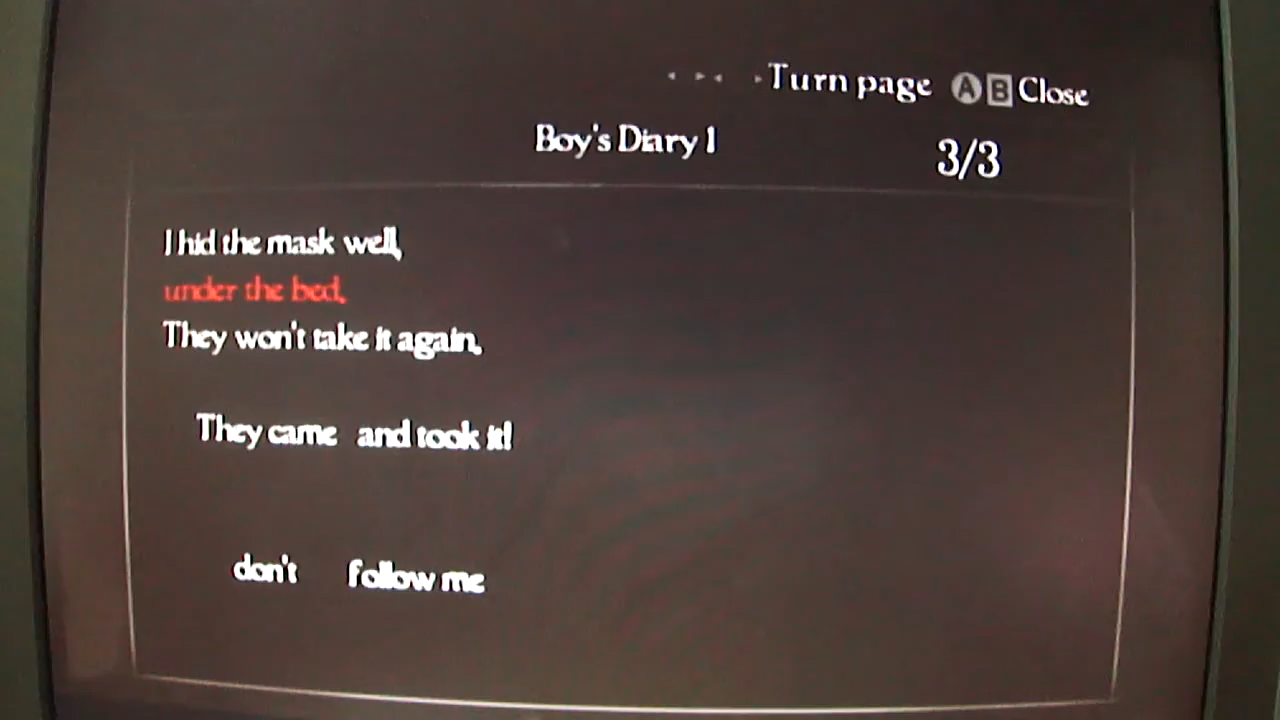 Turn page A B Close
Boy's Diary 1
3/3
I hid the mask well,
under the bed.
They won't take it again.
They came and took it!
don't follow me